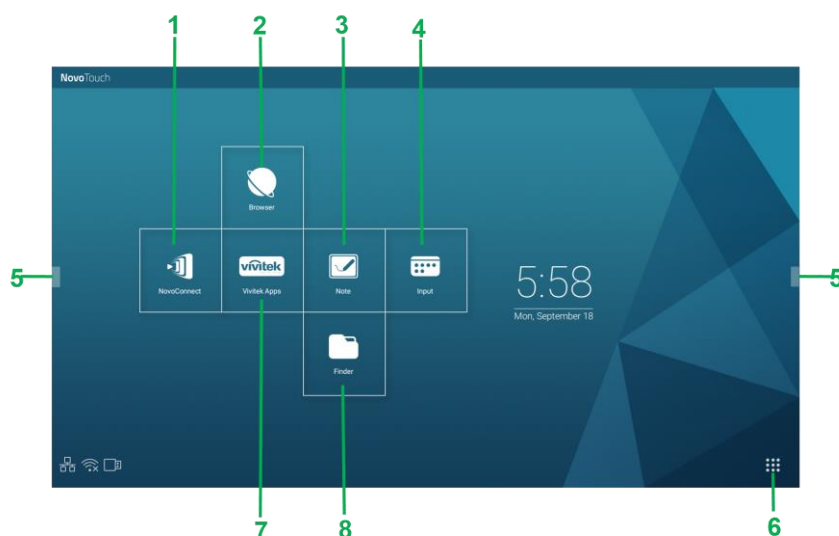 1 2 3 4
NovoTouch
Browser
vivitek
NovoConnect Vivitek Apps Note Input
5 5
5:58
Mon, September 18
Finder
7 8 6